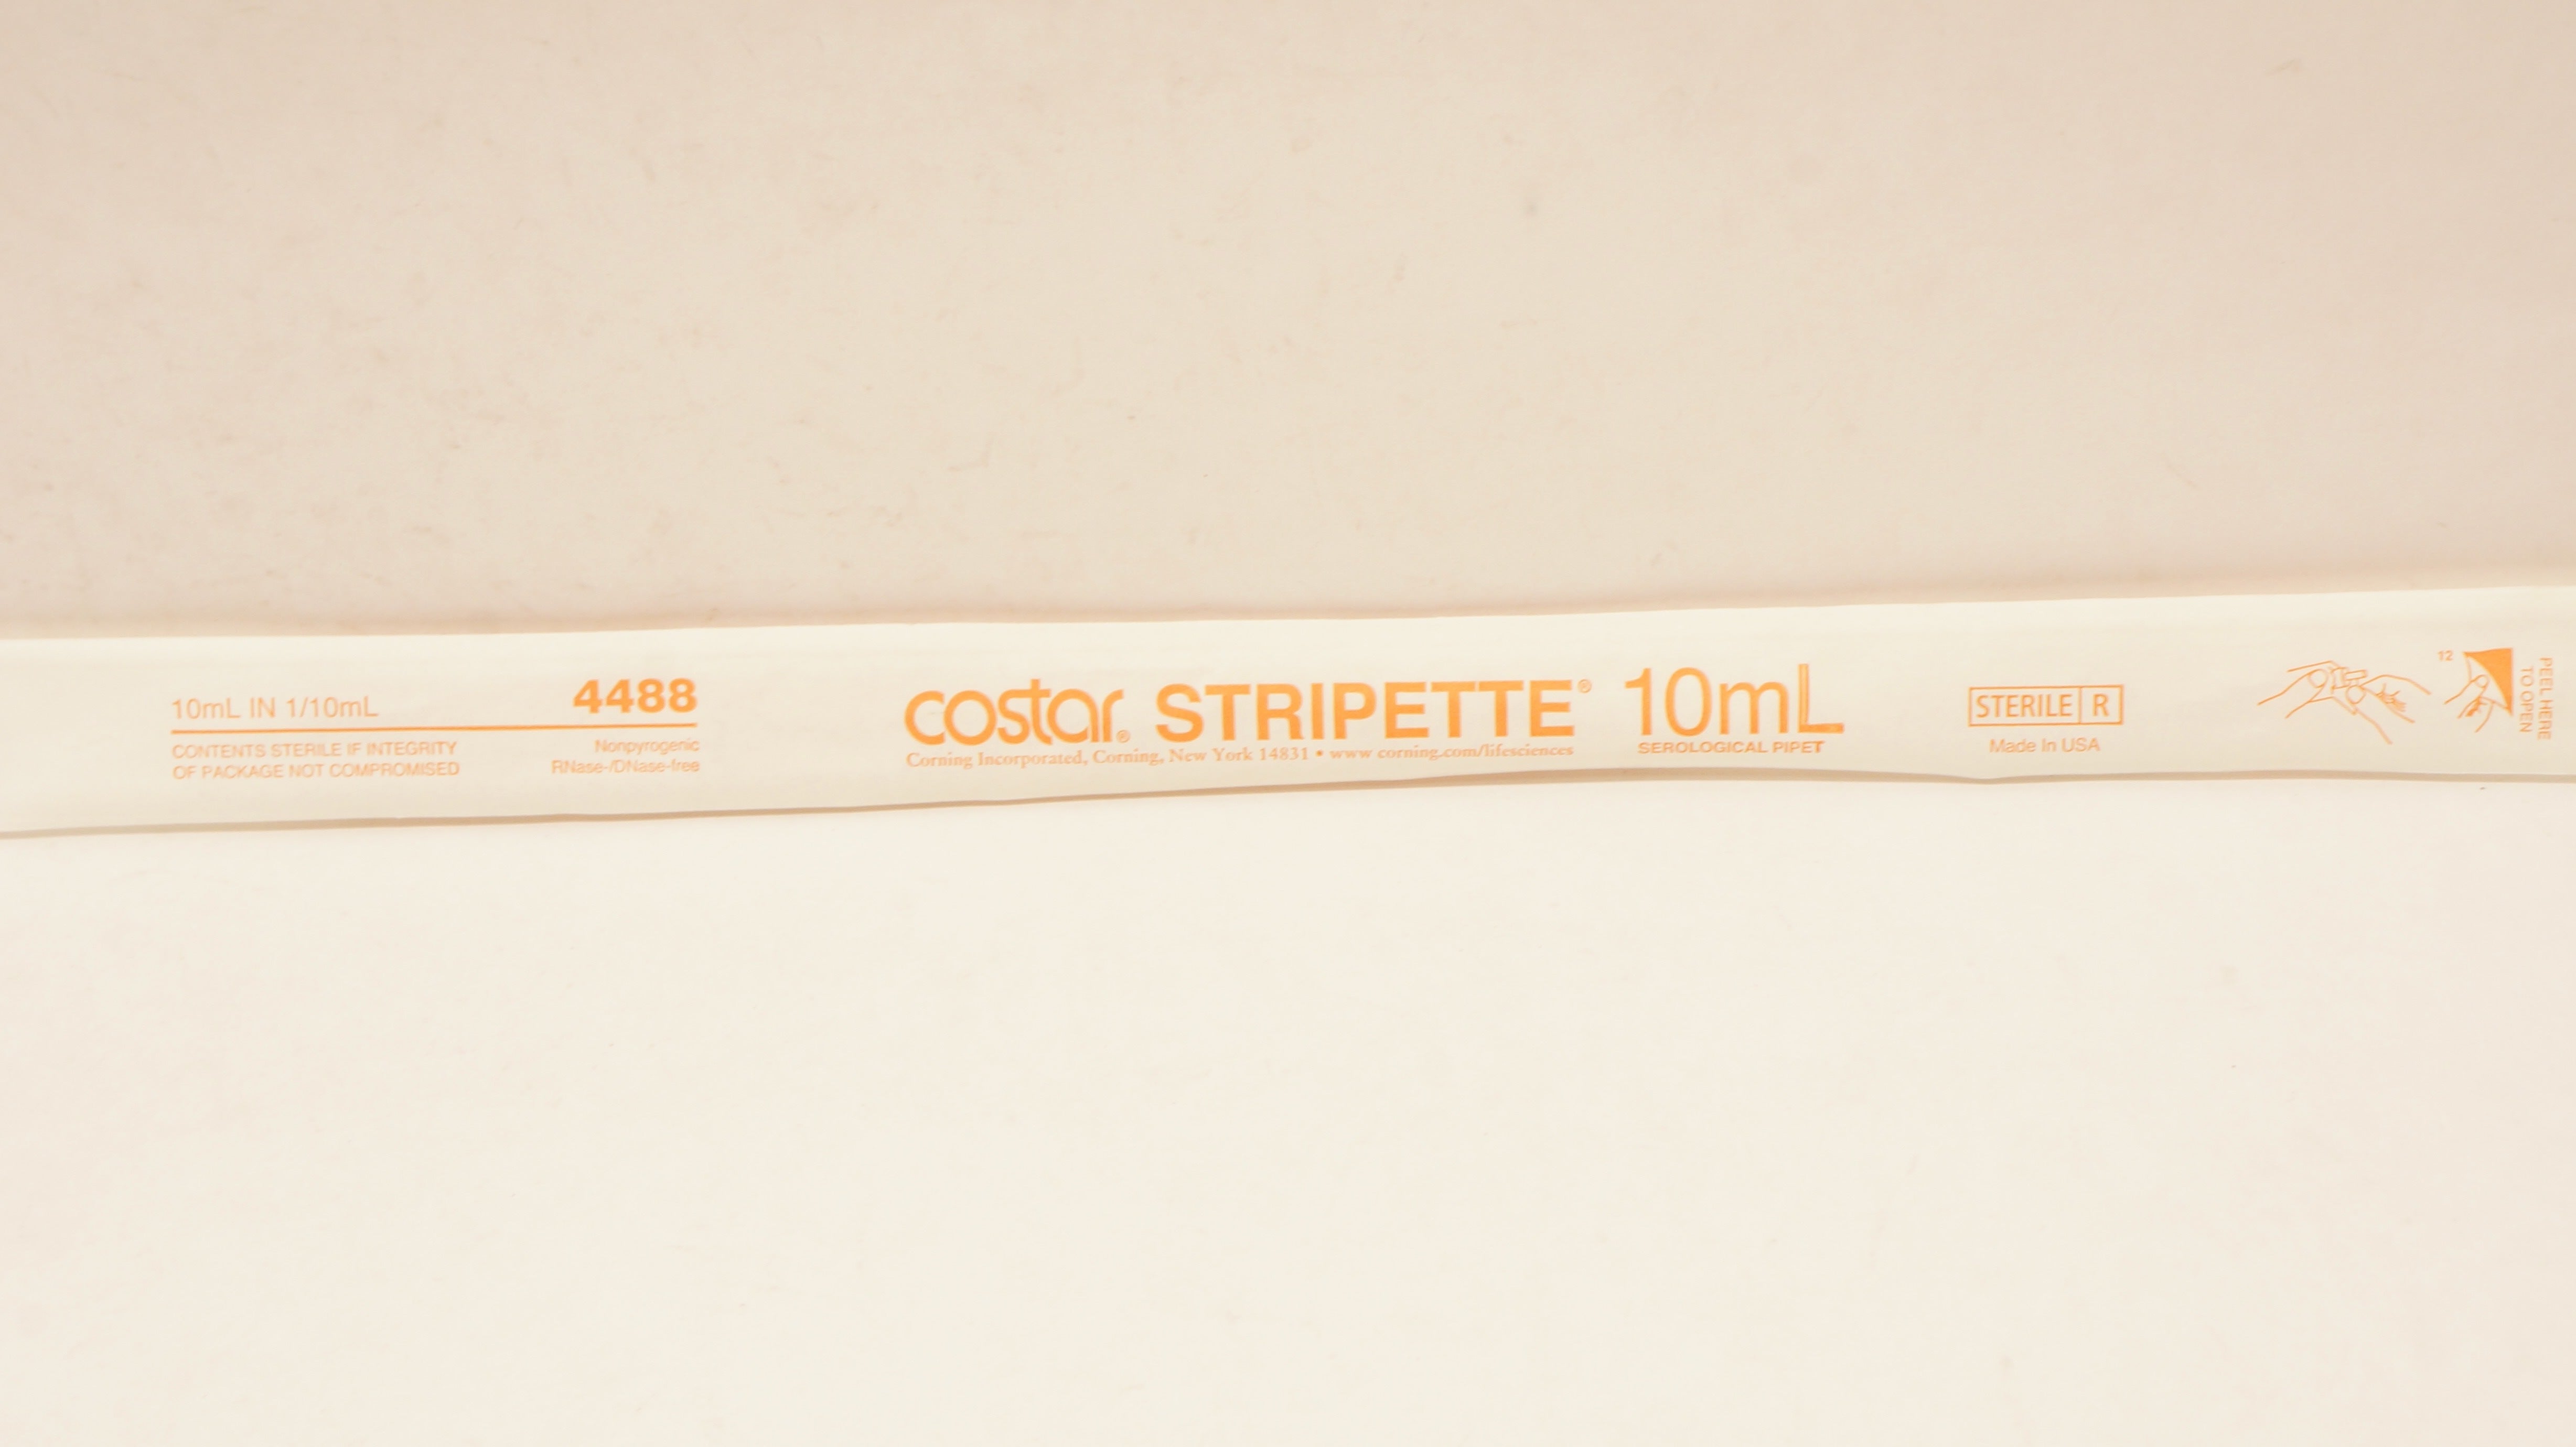 10mL IN 1/10mL 4488
CONTENTS STERILE IF INTEGRITY
OF PACKAGE NOT COMPROMISED
Nonpyrogenic
RNase-/DNase-free
costar® STRIPETTE® 10mL
Corning Incorporated, Corning, New York 14831 • www corning.com/lifesciences
SEROLOGICAL PIPET
STERILE R
Made In USA
12
PEEL HERE
TO OPEN